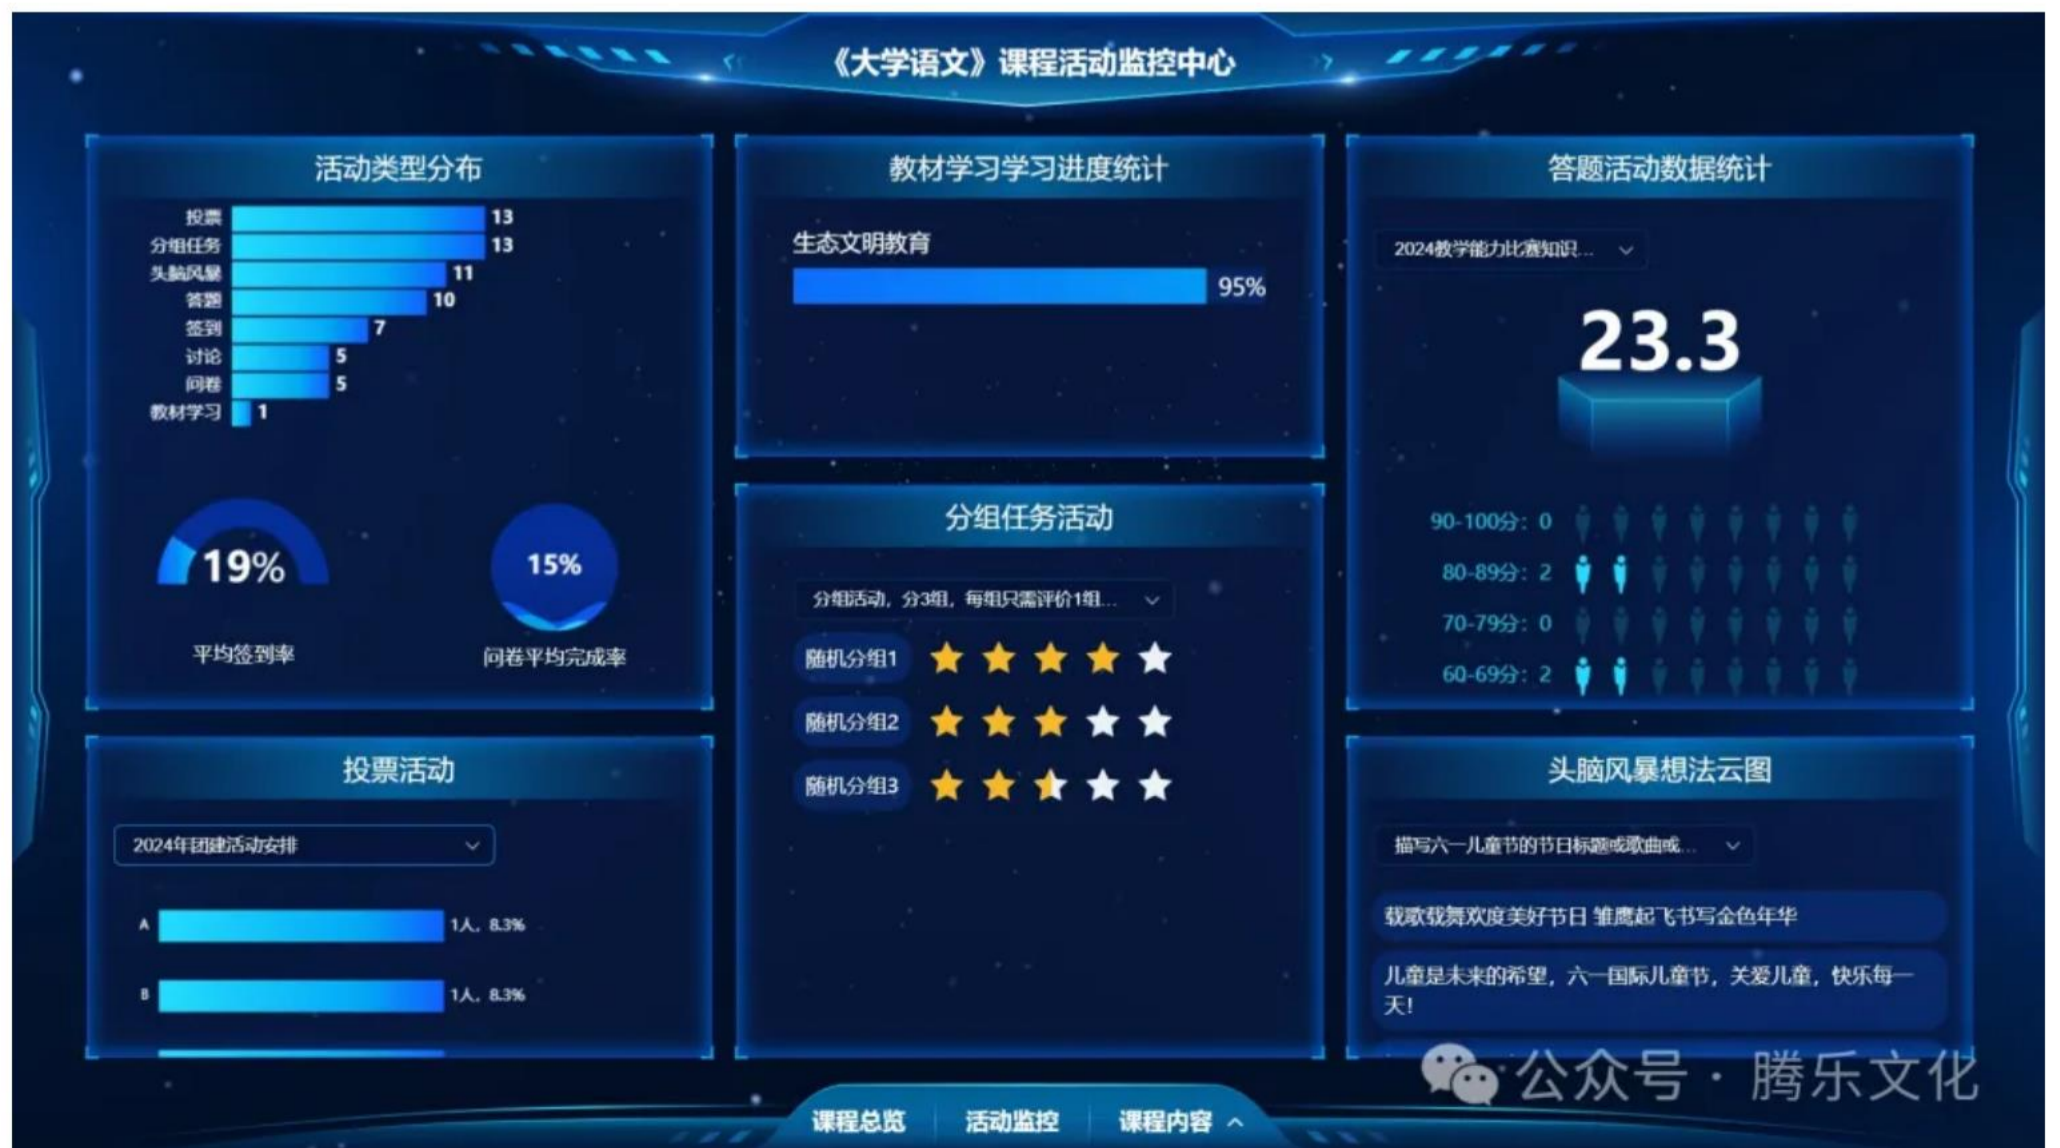 《大学语文》课程活动监控中心
活动类型分布
投票 13
分组任务 13
头脑风暴 11
答题 10
签到 7
讨论 5
问卷 5
教材学习 1
19%
平均签到率
15%
问卷平均完成率
投票活动
2024年团建活动安排
A 1人, 8.3%
B 1人, 8.3%
教材学习学习进度统计
生态文明教育
95%
分组任务活动
分组活动，分3组，每组只需评价1组...
随机分组1
随机分组2
随机分组3
答题活动数据统计
2024教学能力比赛知识...
23.3
90-100分：0
80-89分：2
70-79分：0
60-69分：2
头脑风暴想法云图
描写六一儿童节的节日标题或歌曲或...
载歌载舞欢度美好节日 雏鹰起飞书写金色年华
儿童是未来的希望，六一国际儿童节，关爱儿童，快乐每一
天！
课程总览 活动监控 课程内容
公众号 · 腾乐文化